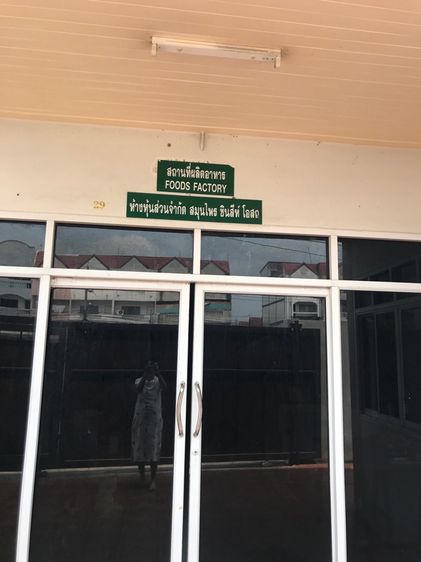 สถานที่ผลิตอาหาร
FOODS FACTORY
29
ห้างหุ้นส่วนจำกัด สมุนไพร ชินลีห์ โอสถ